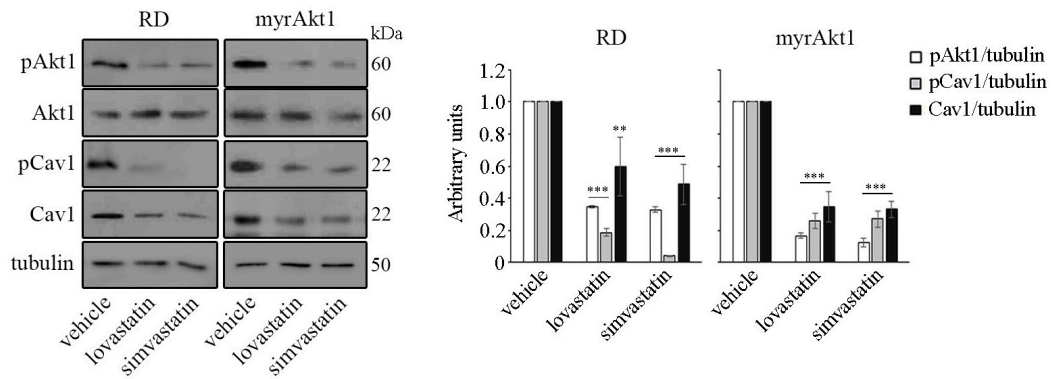 RD myrAkt1
kDa
pAkt1 60
Akt1 60
pCav1 22
Cav1 22
tubulin 50
vehicle
lovastatin
simvastatin
vehicle
lovastatin
simvastatin
RD myrAkt1
pAkt1/tubulin
pCav1/tubulin
Cav1/tubulin
Arbitrary units
1.2
1.0
0.8
0.6
0.4
0.2
0
***
**
***
***
***
vehicle
lovastatin
simvastatin
vehicle
lovastatin
simvastatin